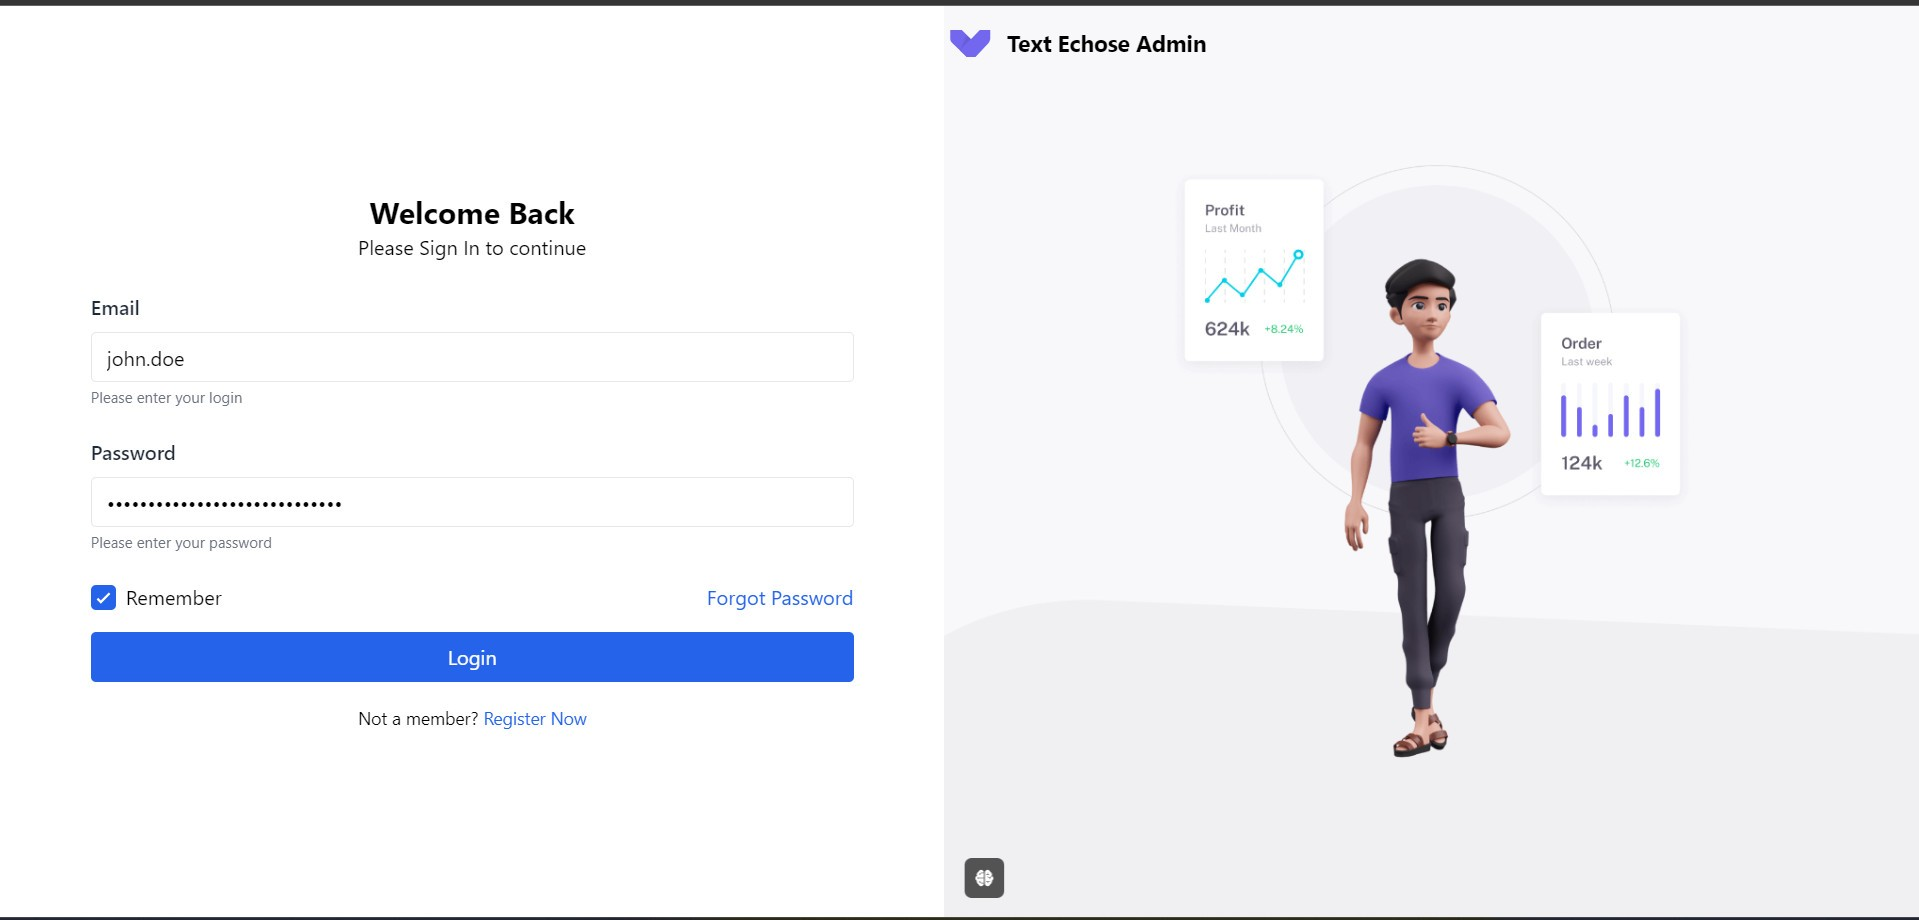 Welcome Back
Please Sign In to continue
Email
john.doe
Please enter your login
Password
•••••••••••••••••••••••••••••
Please enter your password
Remember
Forgot Password
Login
Not a member? Register Now
Text Echose Admin
Profit
Last Month
624k +8.24%
Order
Last week
124k +12.6%